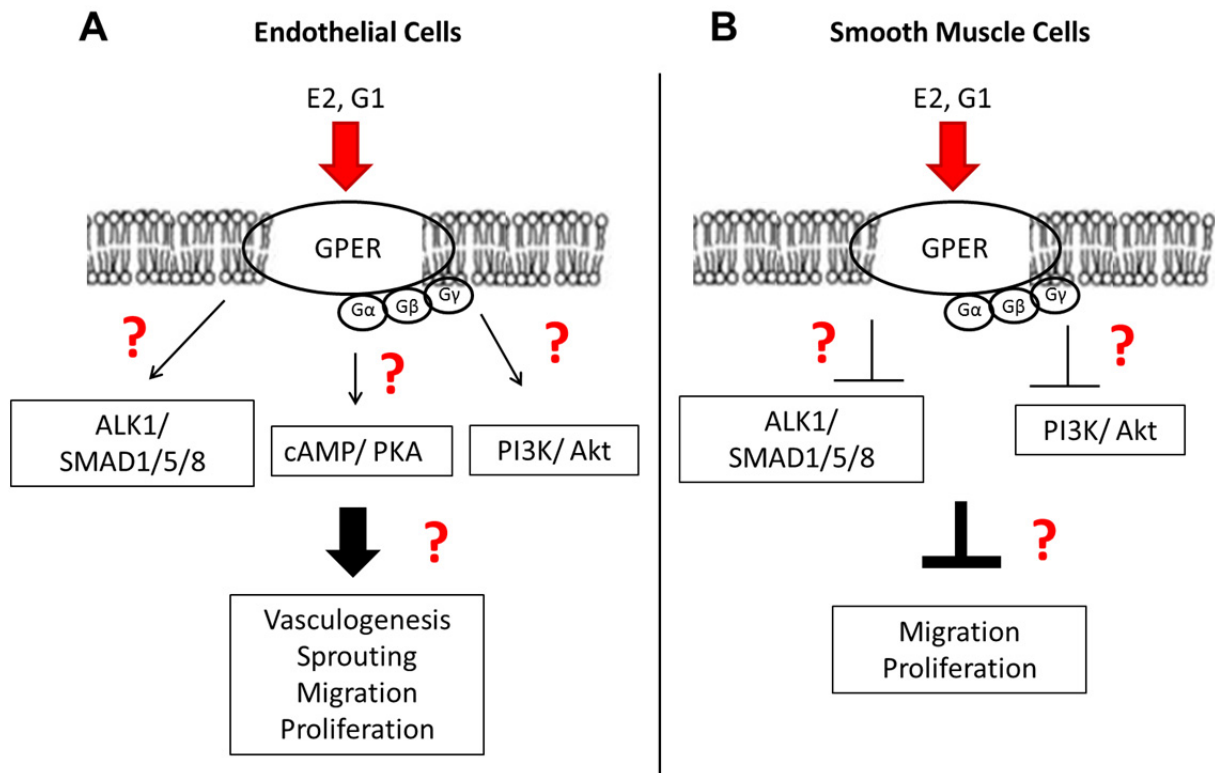 A
Endothelial Cells
E2, G1
GPER
Gα
Gβ
Gγ
?
?
?
ALK1/
SMAD1/5/8
cAMP/ PKA
PI3K/ Akt
?
Vasculogenesis
Sprouting
Migration
Proliferation
B
Smooth Muscle Cells
E2, G1
GPER
Gα
Gβ
Gγ
?
?
ALK1/
SMAD1/5/8
PI3K/ Akt
?
Migration
Proliferation